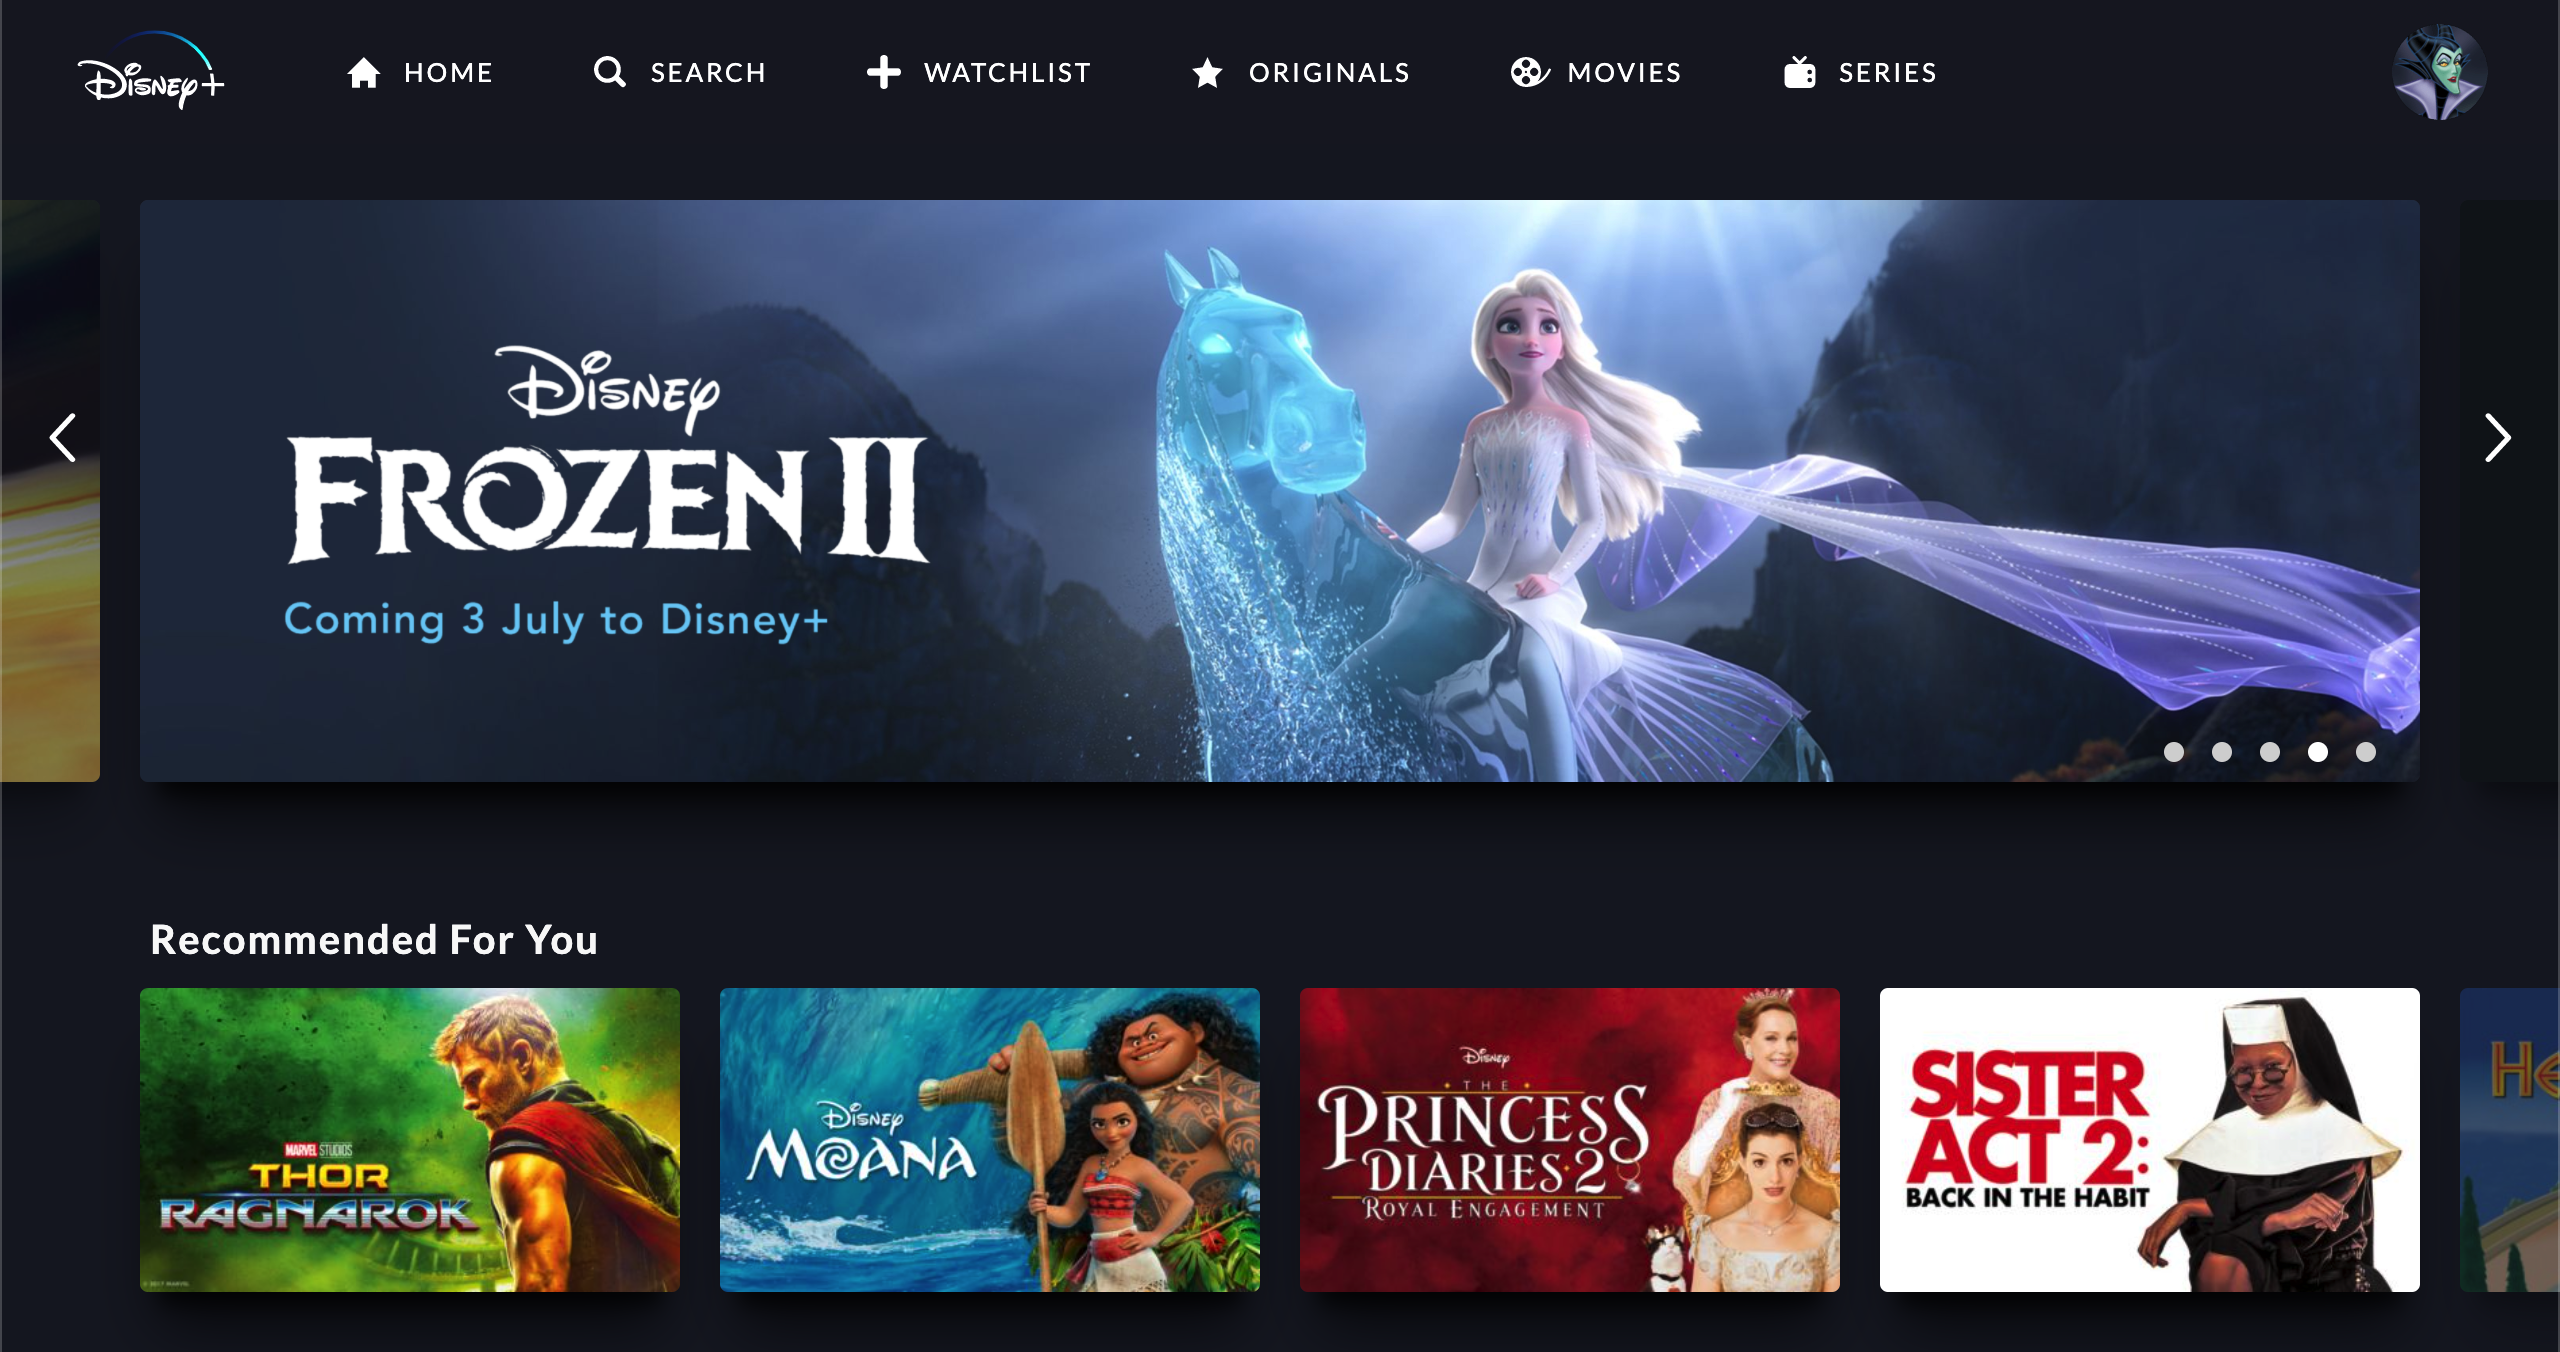 Disney+
HOME
SEARCH
WATCHLIST
ORIGINALS
MOVIES
SERIES
Disney
FROZEN II
Coming 3 July to Disney+
Recommended For You
MARVEL STUDIOS
THOR
RAGNAROK
© 2017 MARVEL
Disney
MOANA
Disney
THE
PRINCESS
DIARIES 2
ROYAL ENGAGEMENT
SISTER
ACT 2:
BACK IN THE HABIT
HE